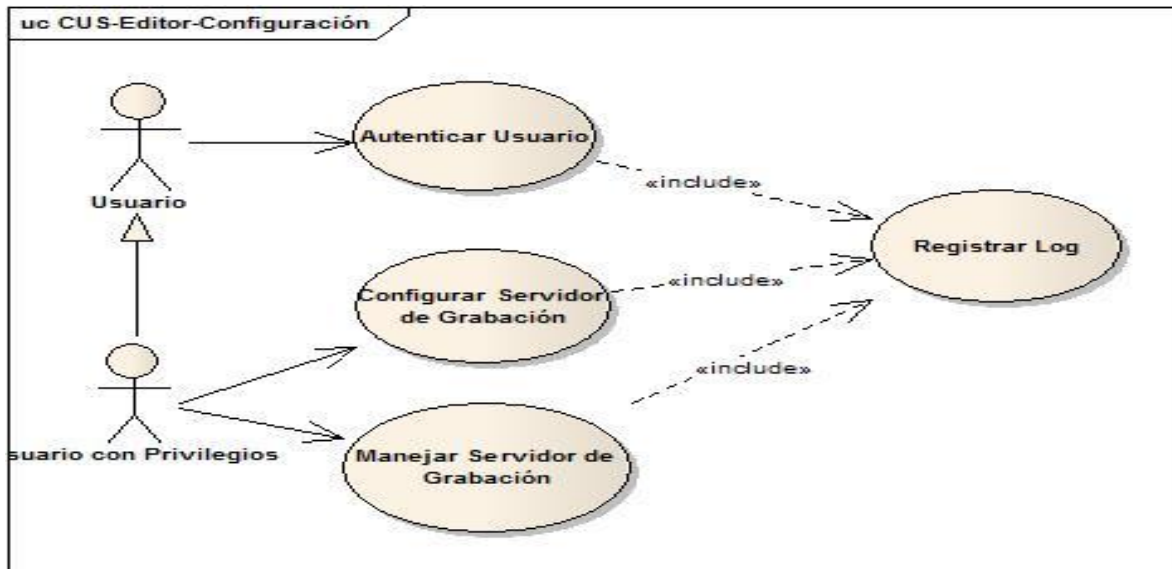 uc CUS-Editor-Configuración
Usuario
Autenticar Usuario
«include»
Registrar Log
Configurar Servidor
de Grabación
«include»
«include»
suario con Privilegios
Manejar Servidor de
Grabación